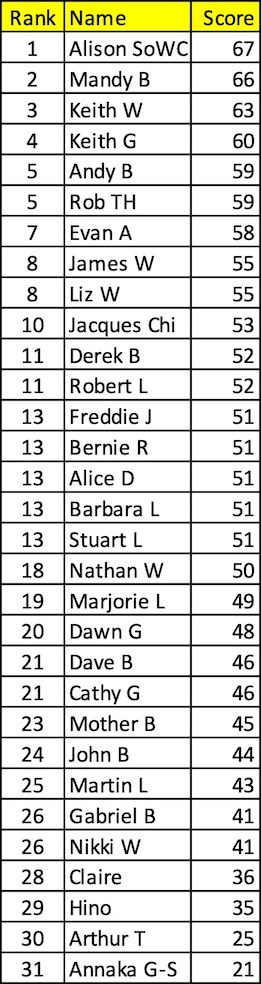 Rank Name Score
1 Alison SoWC 67
2 Mandy B 66
3 Keith W 63
4 Keith G 60
5 Andy B 59
5 Rob TH 59
7 Evan A 58
8 James W 55
8 Liz W 55
10 Jacques Chi 53
11 Derek B 52
11 Robert L 52
13 Freddie J 51
13 Bernie R 51
13 Alice D 51
13 Barbara L 51
13 Stuart L 51
18 Nathan W 50
19 Marjorie L 49
20 Dawn G 48
21 Dave B 46
21 Cathy G 46
23 Mother B 45
24 John B 44
25 Martin L 43
26 Gabriel B 41
26 Nikki W 41
28 Claire 36
29 Hino 35
30 Arthur T 25
31 Annaka G-S 21